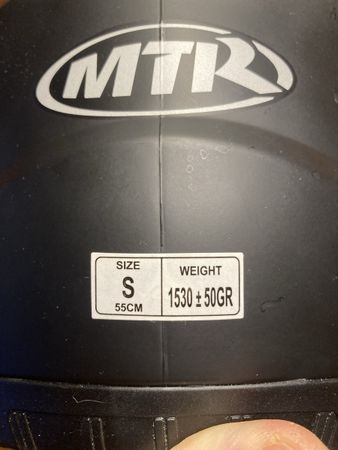 MTR
SIZE
S
55CM
WEIGHT
1530 ± 50GR